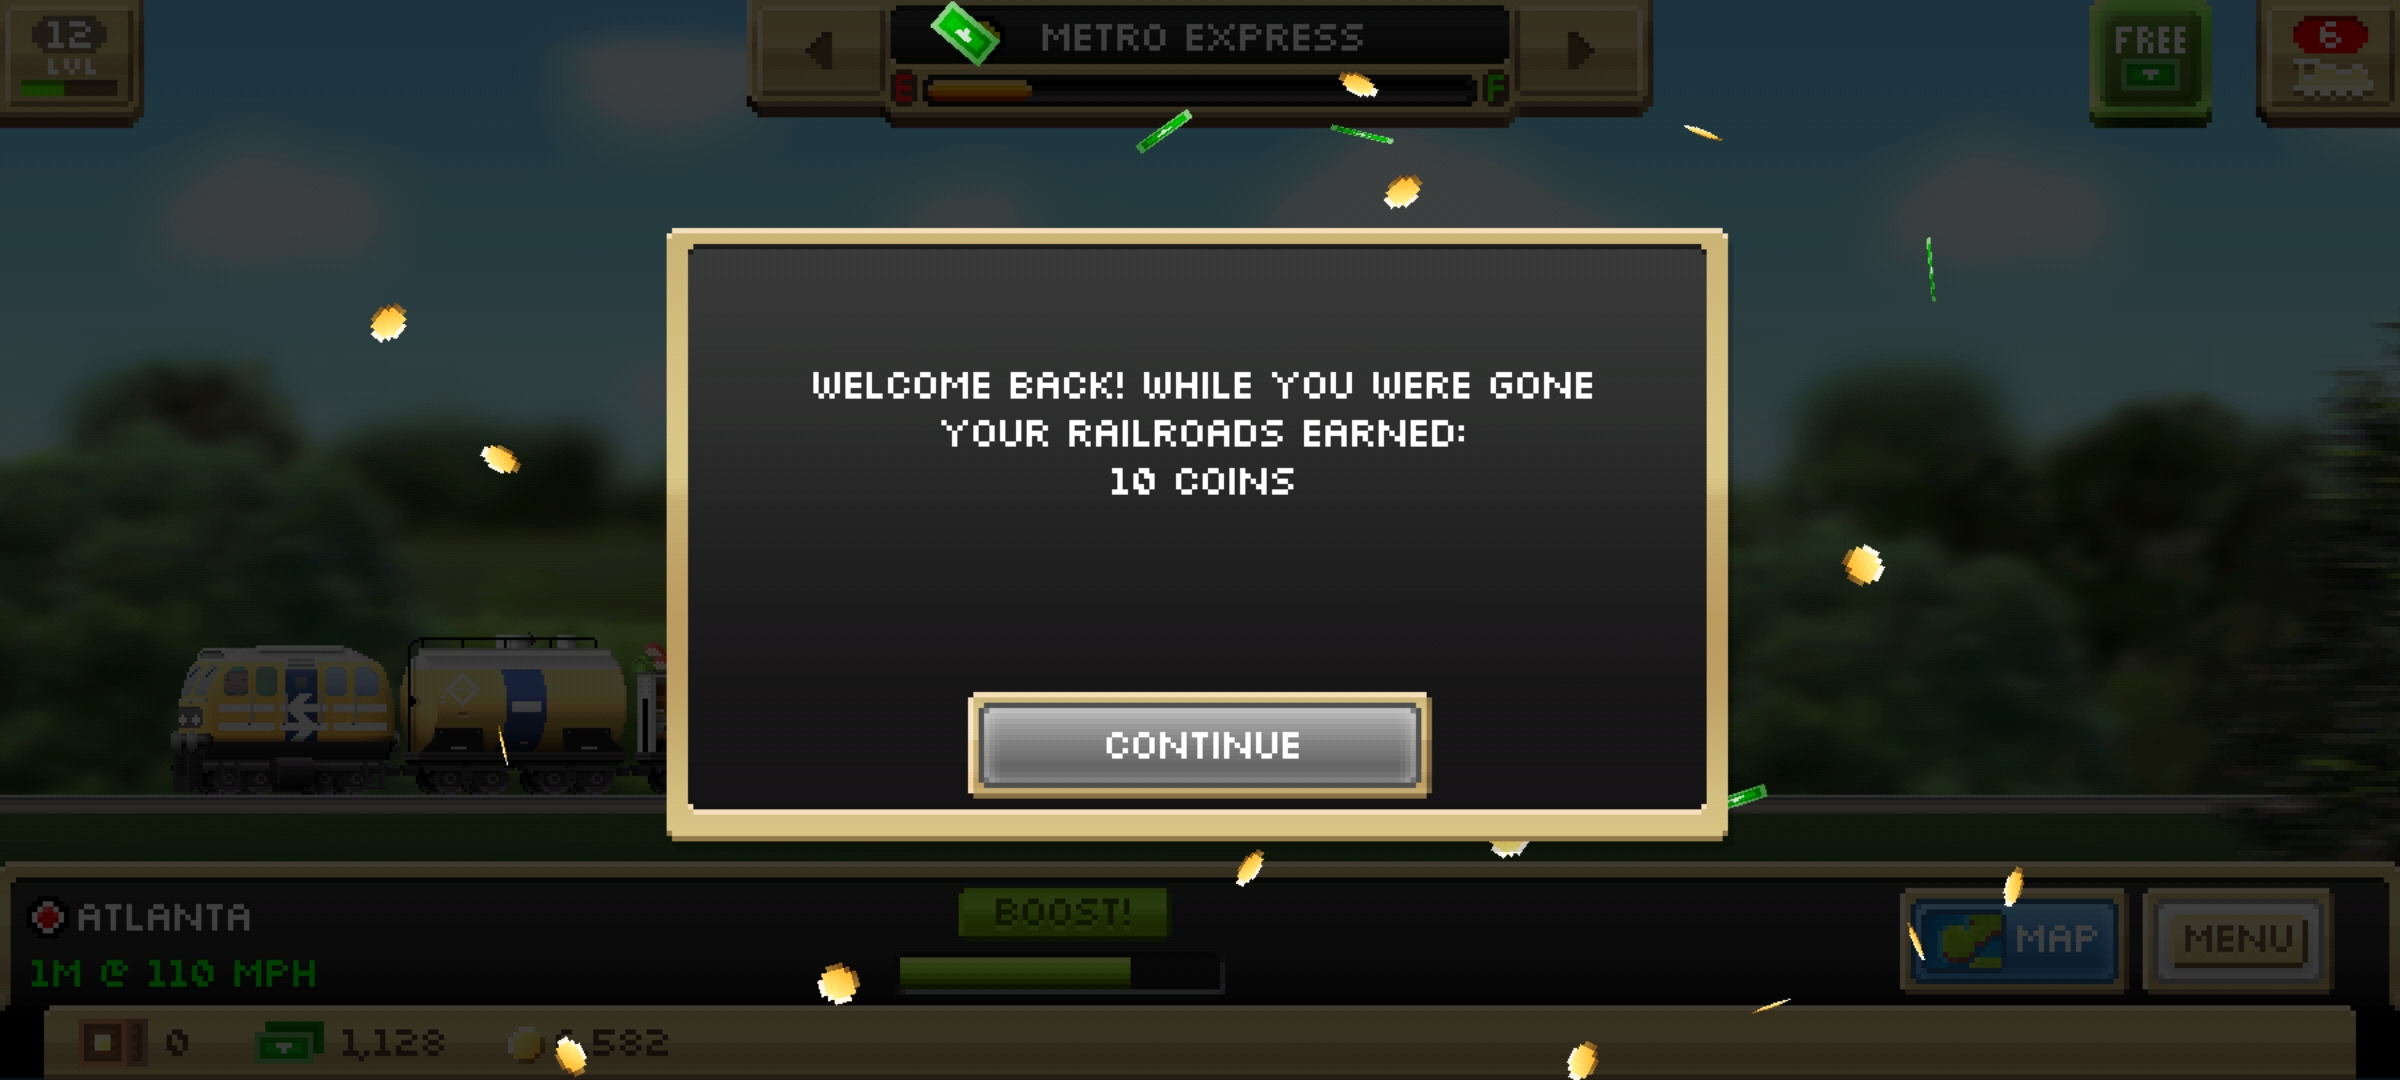 12
LVL
METRO EXPRESS
E
F
FREE
6
WELCOME BACK! WHILE YOU WERE GONE
YOUR RAILROADS EARNED:
10 COINS
CONTINUE
ATLANTA
1M @ 110 MPH
BOOST!
MAP
MENU
0
1,128
582